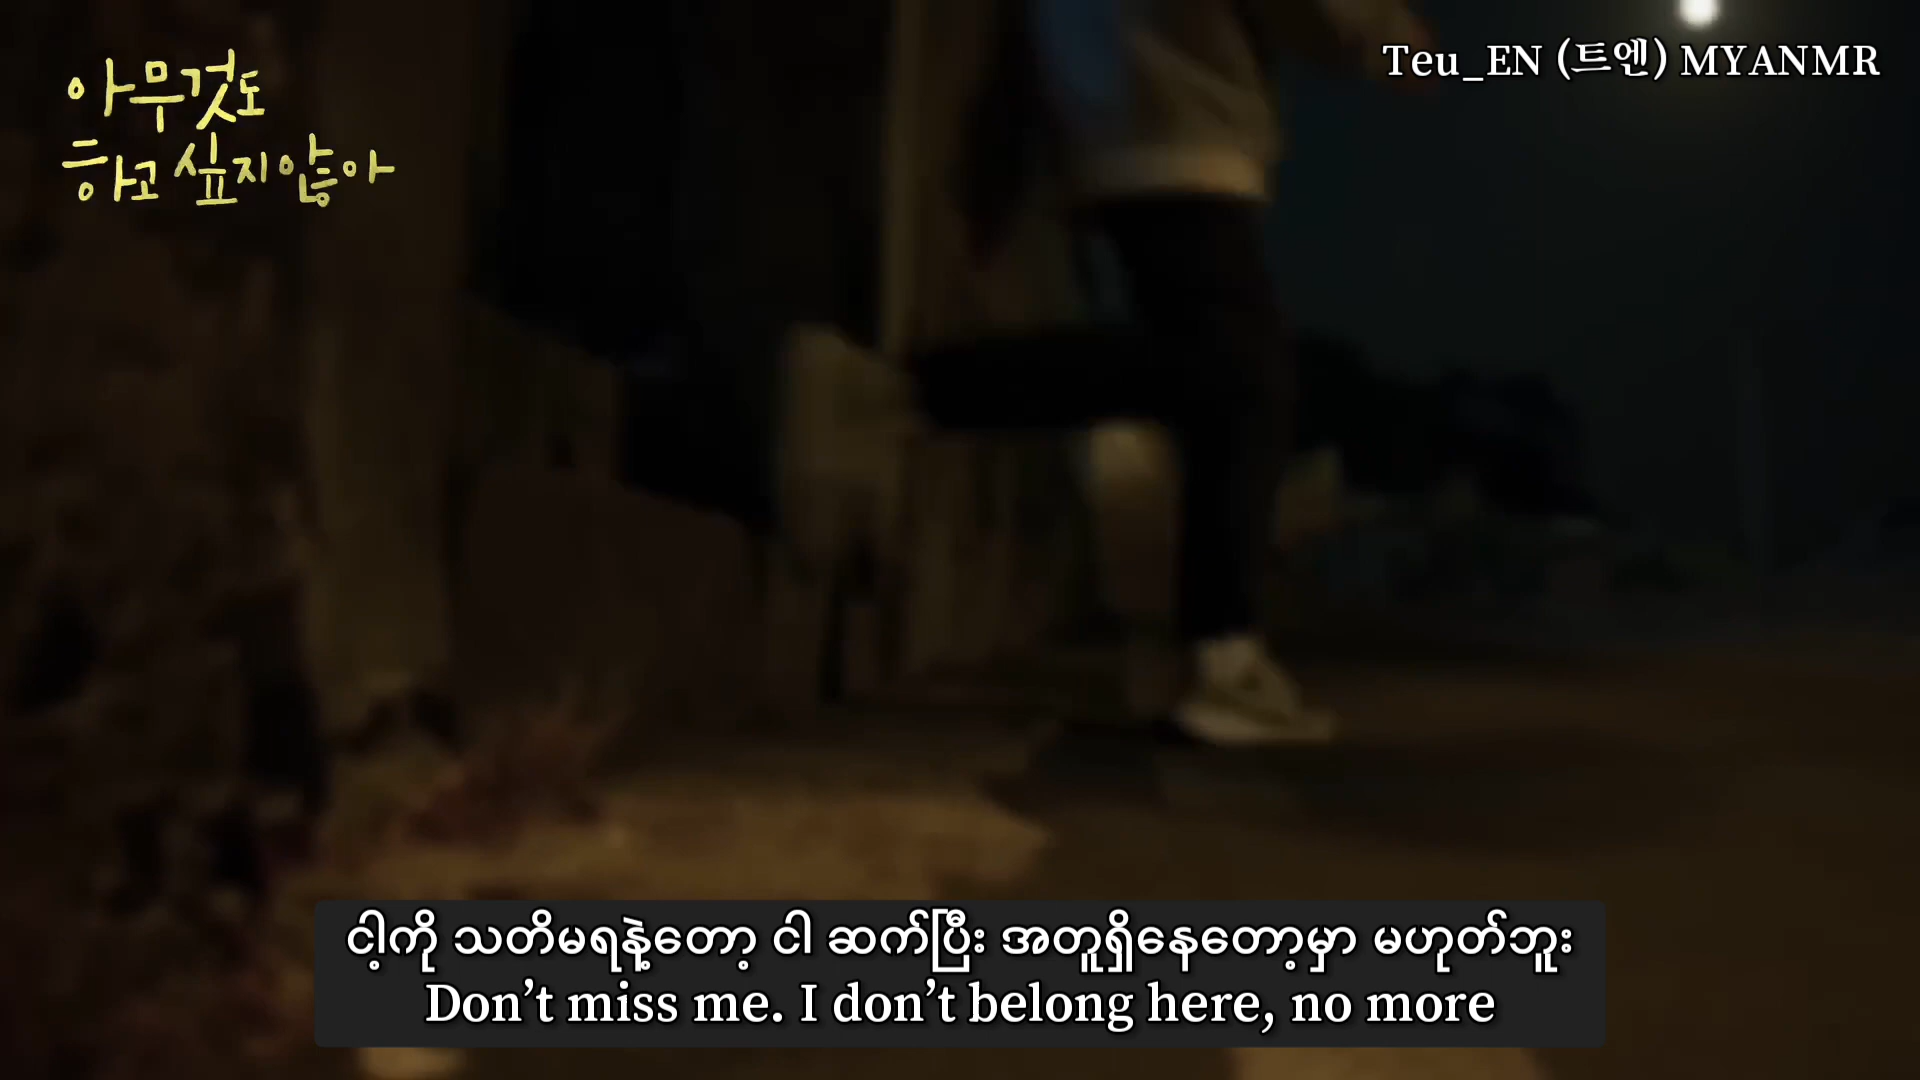 아무것도
하고 싶지 않아
Teu_EN (트엔) MYANMR
ငါ့ကို သတိမရနဲ့တော့ ငါ ဆက်ပြီး အတူရှိနေတော့မှာ မဟုတ်ဘူး
Don’t miss me. I don’t belong here, no more